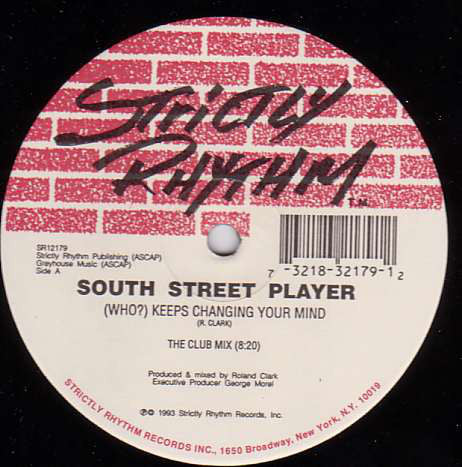 STRICTLY
RHYTHM T.M.
SR12179
Strictly Rhythm Publishing (ASCAP)
Grayhouse Music (ASCAP)
Side A
7 -3218-32179-1 2
SOUTH STREET PLAYER
(WHO?) KEEPS CHANGING YOUR MIND
(R. CLARK)
THE CLUB MIX (8:20)
Produced & mixed by Roland Clark
Executive Producer George Morel
℗© 1993 Strictly Rhythm Records, Inc.
STRICTLY RHYTHM RECORDS INC., 1650 Broadway, New York, N.Y. 10019